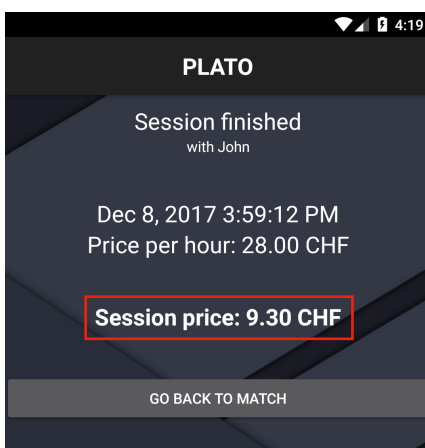 4:19
PLATO
Session finished
with John
Dec 8, 2017 3:59:12 PM
Price per hour: 28.00 CHF
Session price: 9.30 CHF
GO BACK TO MATCH